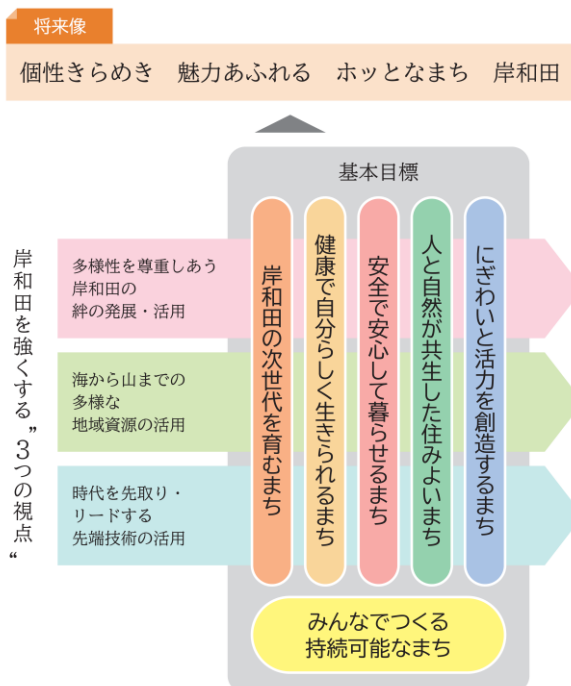 将来像
個性きらめき　魅力あふれる　ホッとなまち　岸和田
基本目標
岸和田を強くする〝3つの視点〟
多様性を尊重しあう
岸和田の
絆の発展・活用
海から山までの
多様な
地域資源の活用
時代を先取り・
リードする
先端技術の活用
岸和田の次世代を育むまち
健康で自分らしく生きられるまち
安全で安心して暮らせるまち
人と自然が共生した住みよいまち
にぎわいと活力を創造するまち
みんなでつくる
持続可能なまち